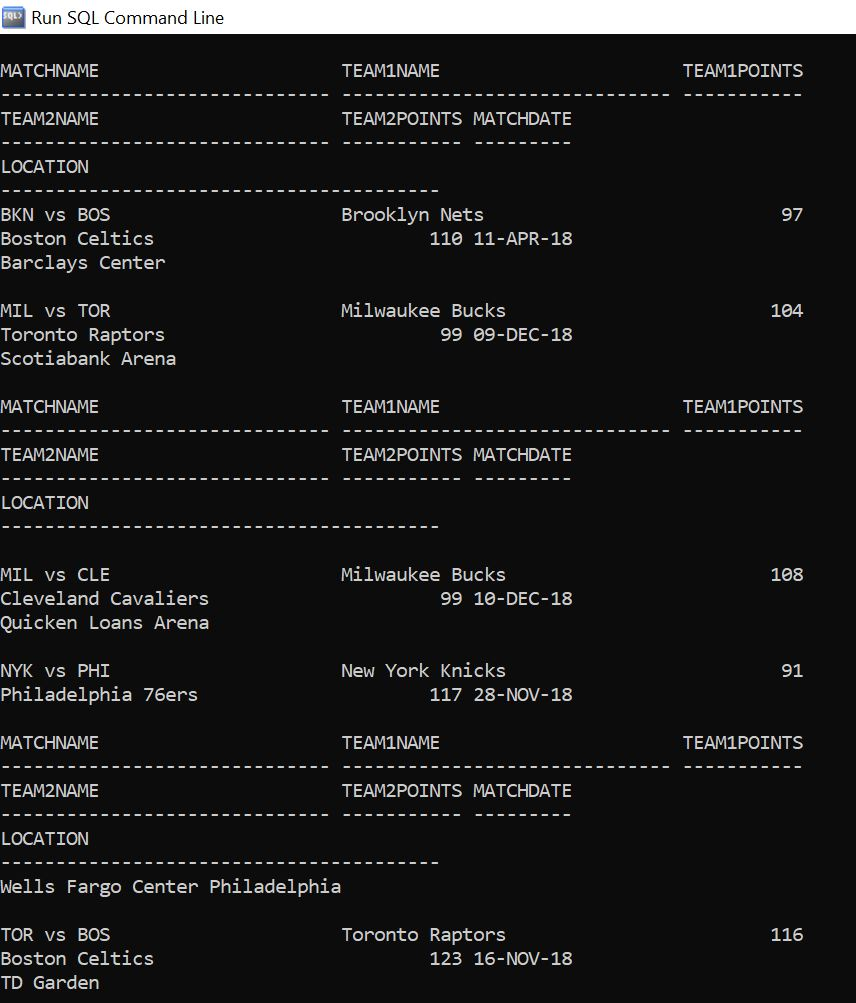 SQL> Run SQL Command Line
MATCHNAME                      TEAM1NAME                      TEAM1POINTS
------------------------------ ------------------------------ -----------
TEAM2NAME                      TEAM2POINTS MATCHDATE
------------------------------ ----------- ---------
LOCATION
----------------------------------------
BKN vs BOS                     Brooklyn Nets                           97
Boston Celtics                         110 11-APR-18
Barclays Center
MIL vs TOR                     Milwaukee Bucks                        104
Toronto Raptors                         99 09-DEC-18
Scotiabank Arena
MATCHNAME                      TEAM1NAME                      TEAM1POINTS
------------------------------ ------------------------------ -----------
TEAM2NAME                      TEAM2POINTS MATCHDATE
------------------------------ ----------- ---------
LOCATION
----------------------------------------
MIL vs CLE                     Milwaukee Bucks                        108
Cleveland Cavaliers                     99 10-DEC-18
Quicken Loans Arena
NYK vs PHI                     New York Knicks                         91
Philadelphia 76ers                     117 28-NOV-18
MATCHNAME                      TEAM1NAME                      TEAM1POINTS
------------------------------ ------------------------------ -----------
TEAM2NAME                      TEAM2POINTS MATCHDATE
------------------------------ ----------- ---------
LOCATION
----------------------------------------
Wells Fargo Center Philadelphia
TOR vs BOS                     Toronto Raptors                        116
Boston Celtics                         123 16-NOV-18
TD Garden